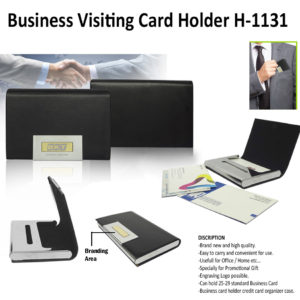 Business Visiting Card Holder H-1131
Branding
Area
DISCRIPTION
-Brand new and high quality.
-Easy to carry and convenient for use.
-Usefull for Office / Home etc...
-Specially for Promotional Gift
-Engraving Logo possible.
-Can hold 25-29 standard Business Card
-Business card holder credit card organizer case.